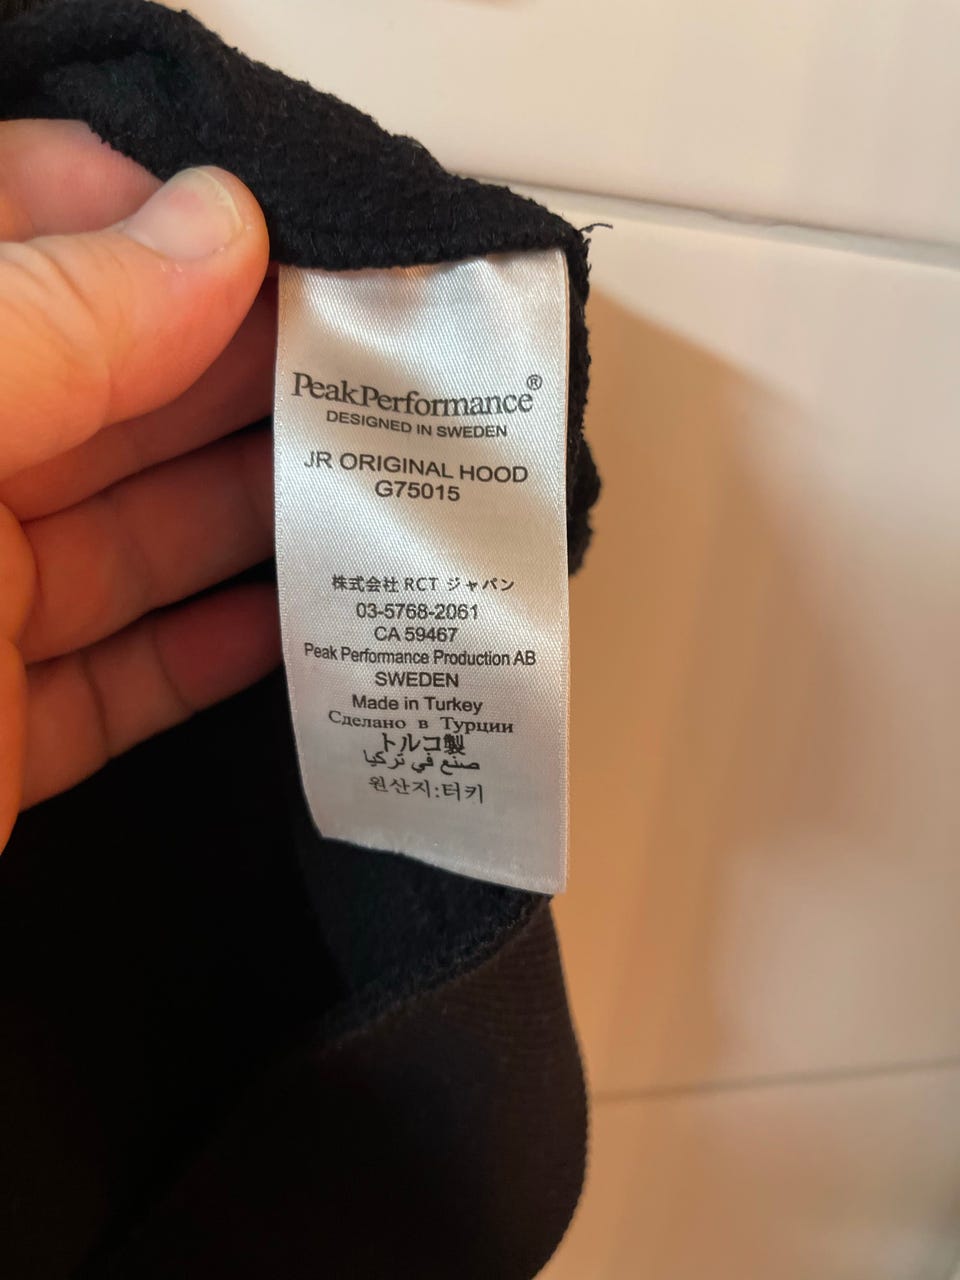 PeakPerformance®
DESIGNED IN SWEDEN
JR ORIGINAL HOOD
G75015
株式会社 RCT ジャパン
03-5768-2061
CA 59467
Peak Performance Production AB
SWEDEN
Made in Turkey
Сделано в Турции
トルコ製
صنع في تركيا
원산지:터키